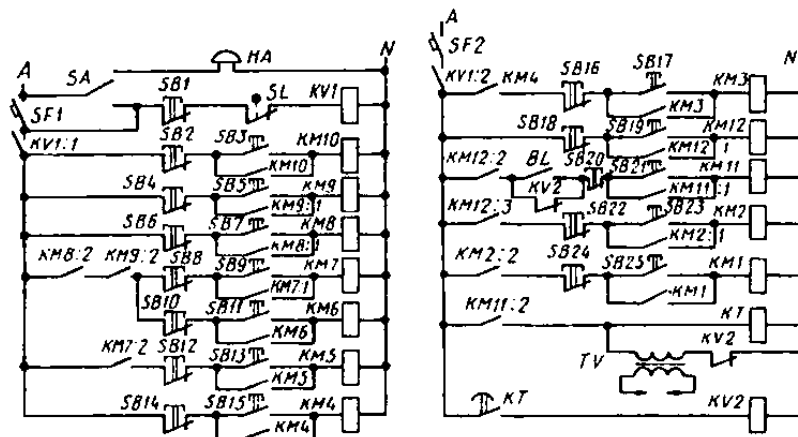 A SA HA N
SF1 SB1 SL KV1
KV1:1 SB2 SB3 KM10
KM10
SB4 SB5 KM9
KM9:1
SB6 SB7 KM8
KM8:1
KM8:2 KM9:2 SB8 SB9 KM7
KM7:1
SB10 SB11 KM6
KM6
KM7:2 SB12 SB13 KM5
KM5
SB14 SB15 KM4
KM4
A
SF2 N
KV1:2 KM4 SB16 SB17 KM3
KM3
SB18 SB19 KM12
KM12:1
KM12:2 BL SB20 SB21 KM11
KV2 KM11:1
KM12:3 SB22 SB23 KM2
KM2:1
KM2:2 SB24 SB25 KM1
KM1
KM11:2 KT
TV KV2
KT KV2